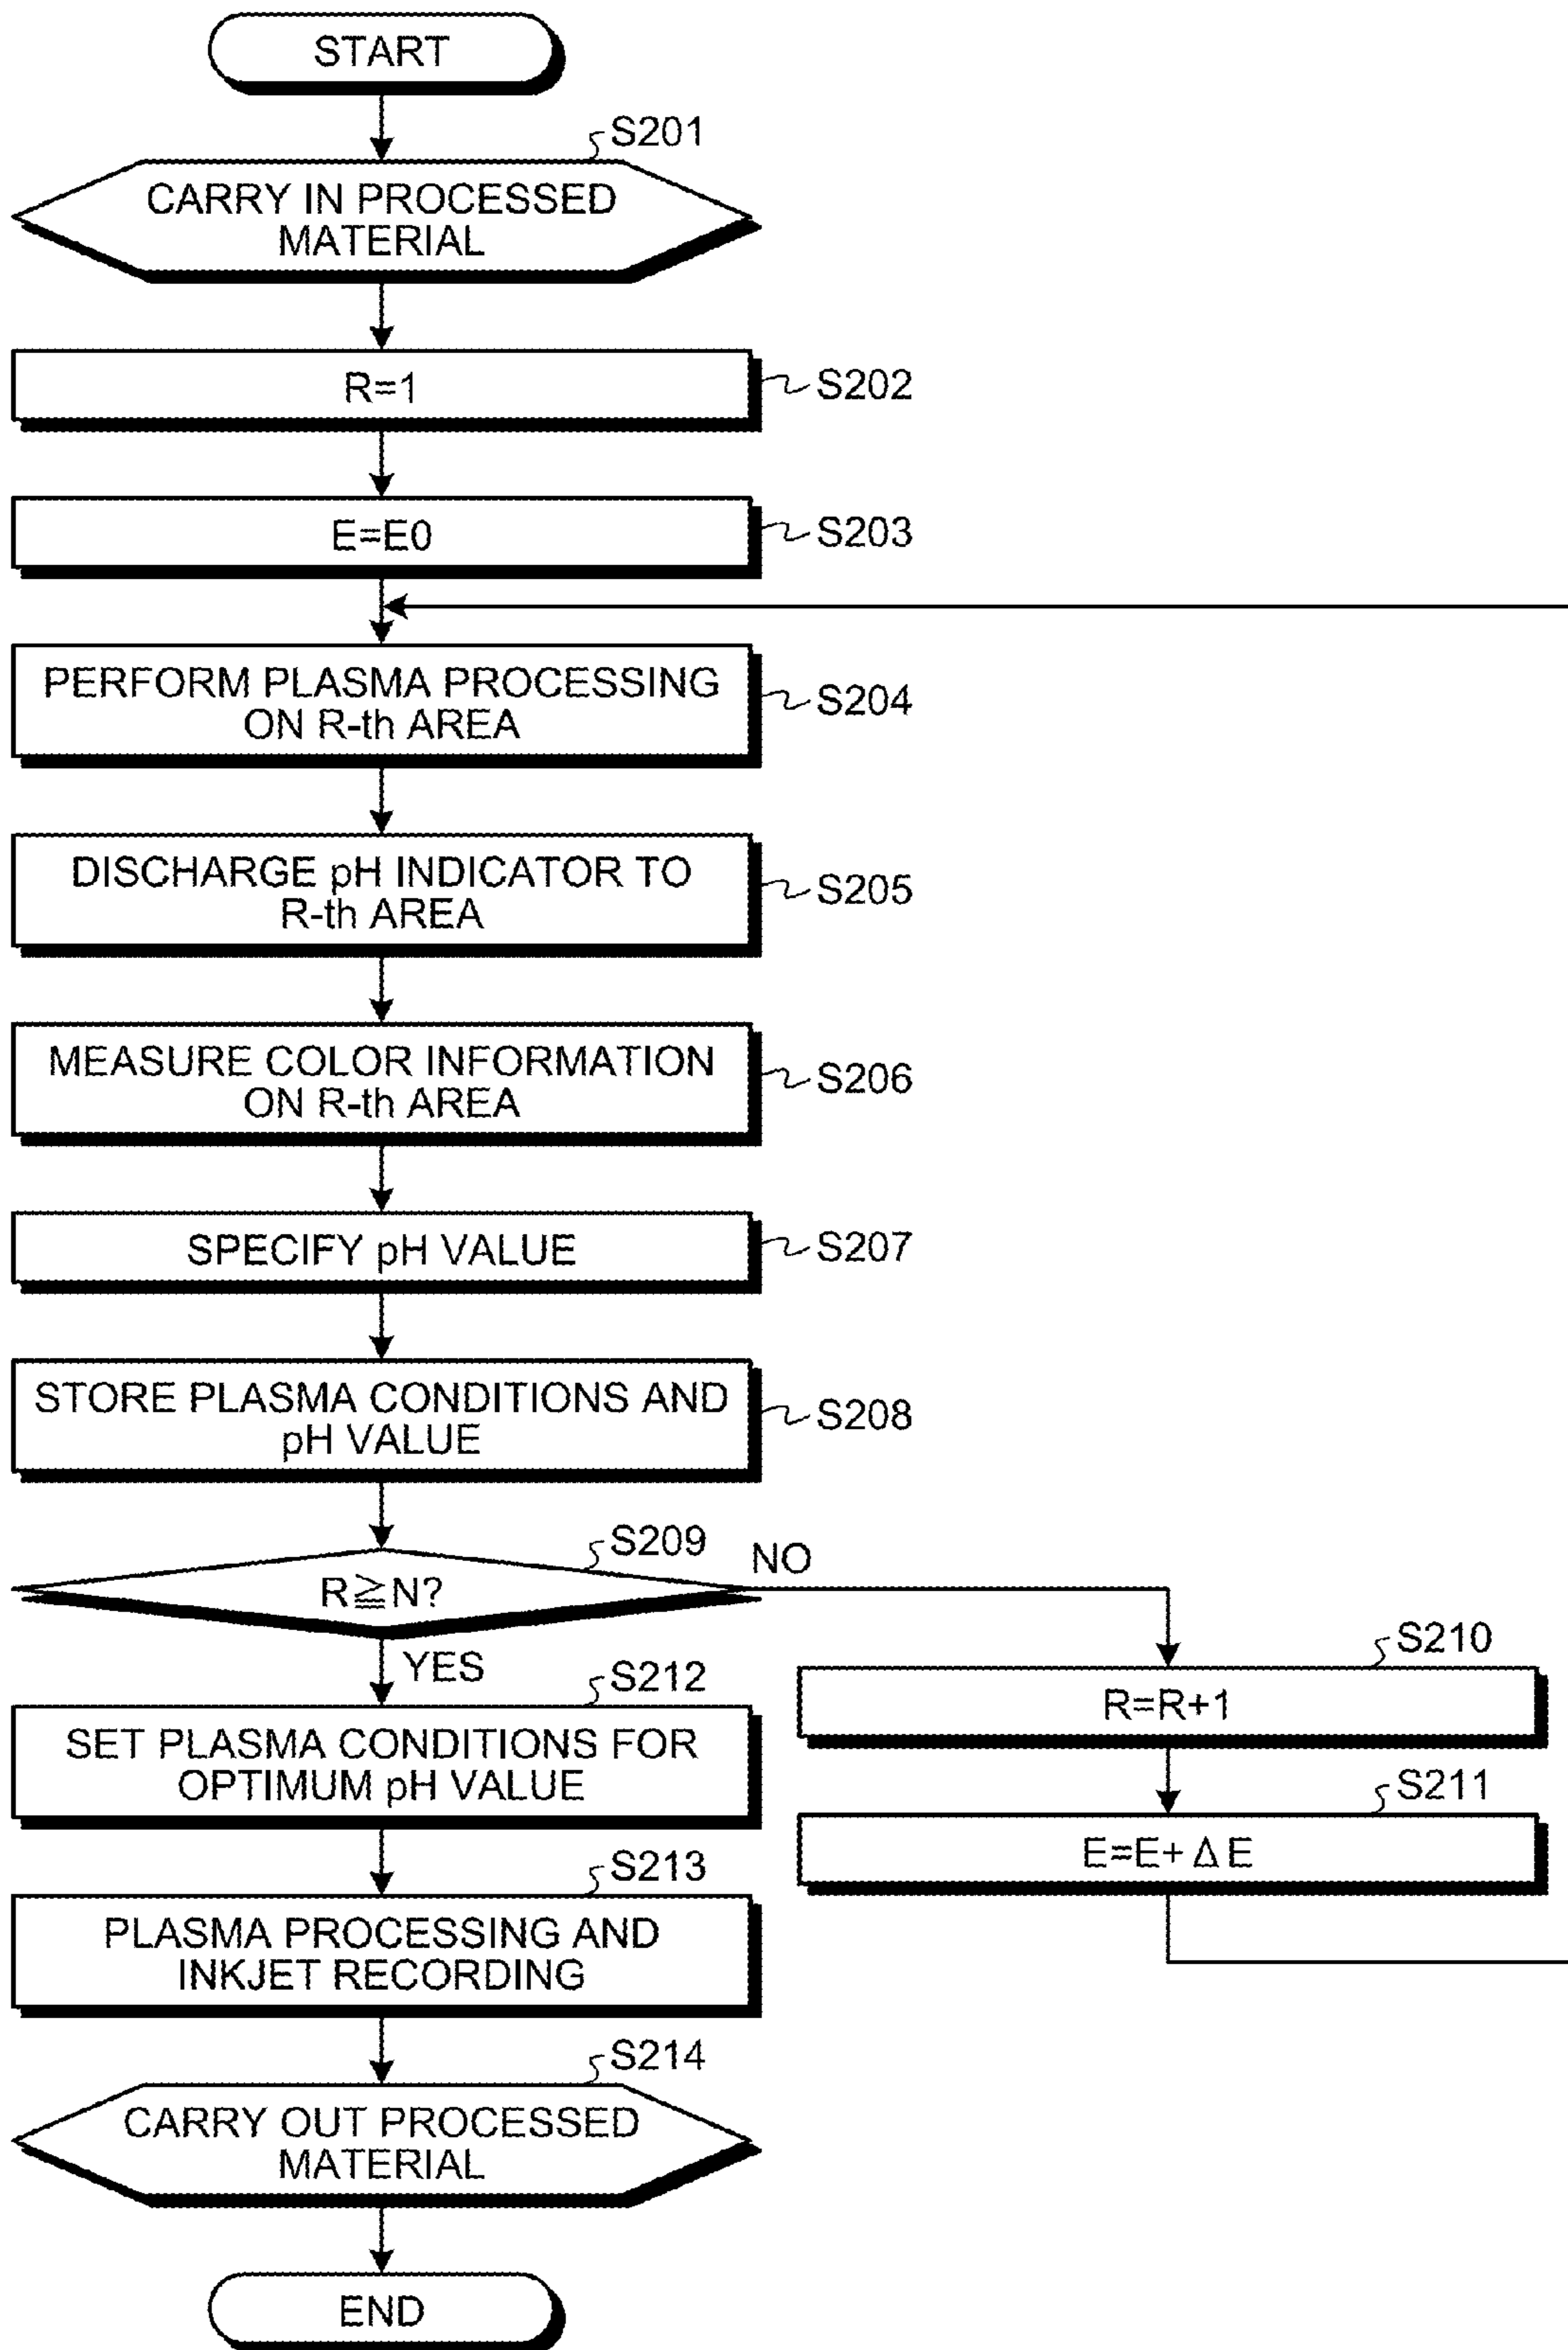 START
S201
CARRY IN PROCESSED
MATERIAL
R=1
S202
E=E0
S203
PERFORM PLASMA PROCESSING
ON R-th AREA
S204
DISCHARGE pH INDICATOR TO
R-th AREA
S205
MEASURE COLOR INFORMATION
ON R-th AREA
S206
SPECIFY pH VALUE
S207
STORE PLASMA CONDITIONS AND
pH VALUE
S208
S209
R≧N?
NO
YES
S210
R=R+1
S211
E=E+ΔE
S212
SET PLASMA CONDITIONS FOR
OPTIMUM pH VALUE
S213
PLASMA PROCESSING AND
INKJET RECORDING
S214
CARRY OUT PROCESSED
MATERIAL
END